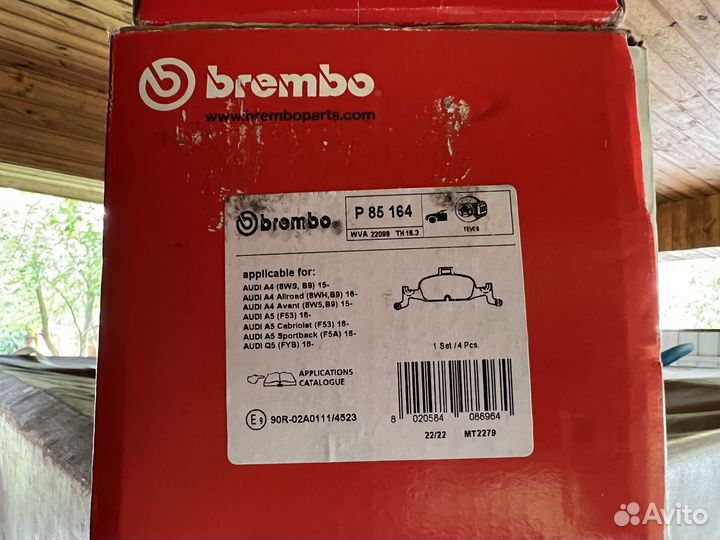 brembo
www.bremboparts.com
brembo P 85 164
WVA 22098 TH 15.3 TEVES
applicable for:
AUDI A4 (8WS, B9) 15-
AUDI A4 Allroad (8WH,B9) 16-
AUDI A4 Avant (8W5,B9) 15-
AUDI A5 (F53) 16-
AUDI A5 Cabriolet (F53) 16-
AUDI A5 Sportback (F5A) 16-
AUDI Q5 (FYB) 16-
1 Set / 4 Pcs.
APPLICATIONS
CATALOGUE
E9 90R-02A0111/4523
8 020584 086964
22/22 MT2279
Avito